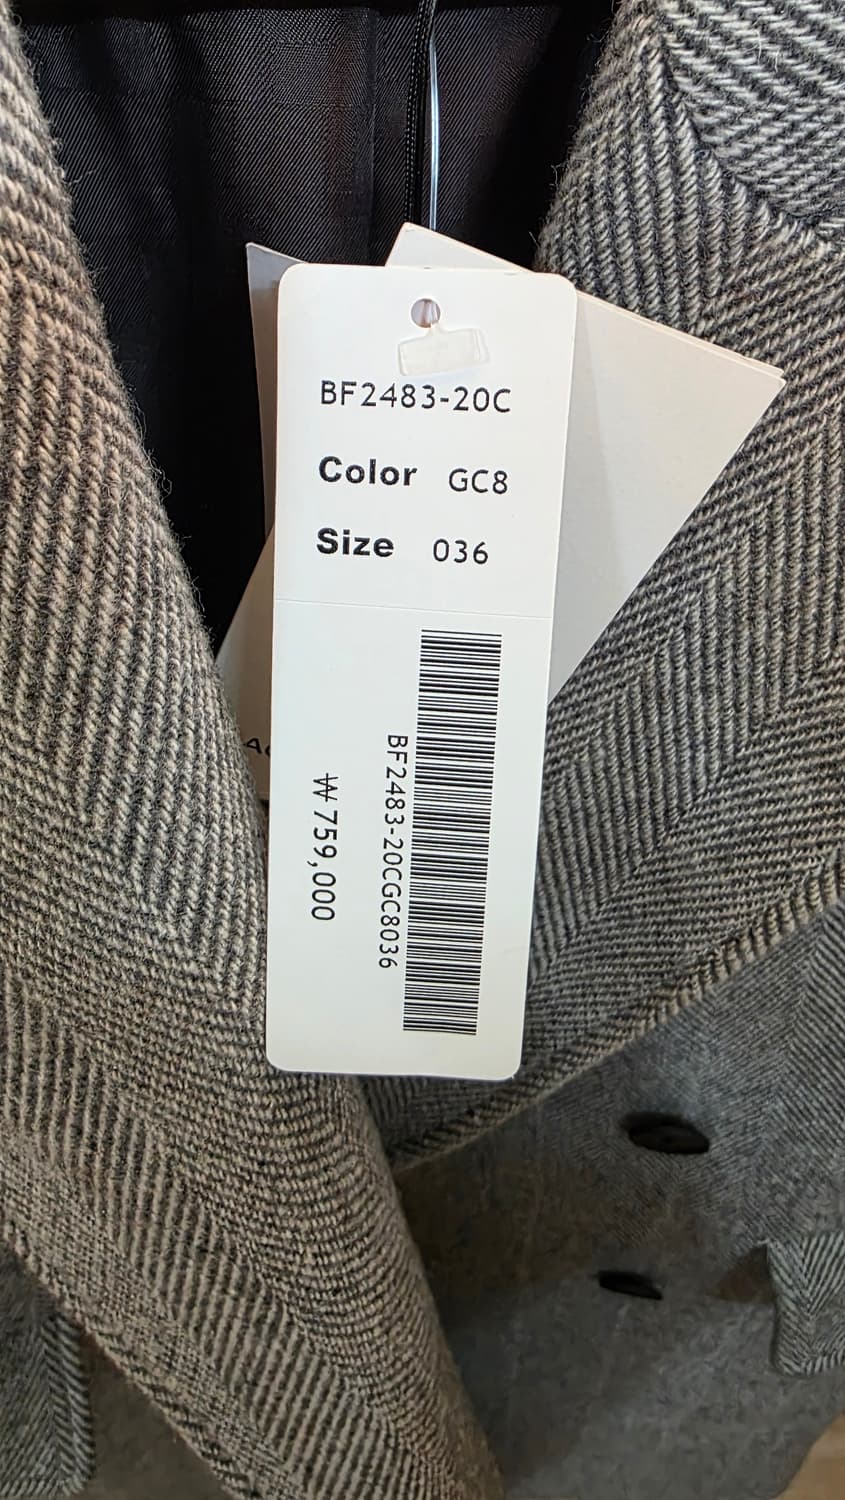 BF2483-20C
Color GC8
Size 036
BF2483-20CGC8036
₩ 759,000